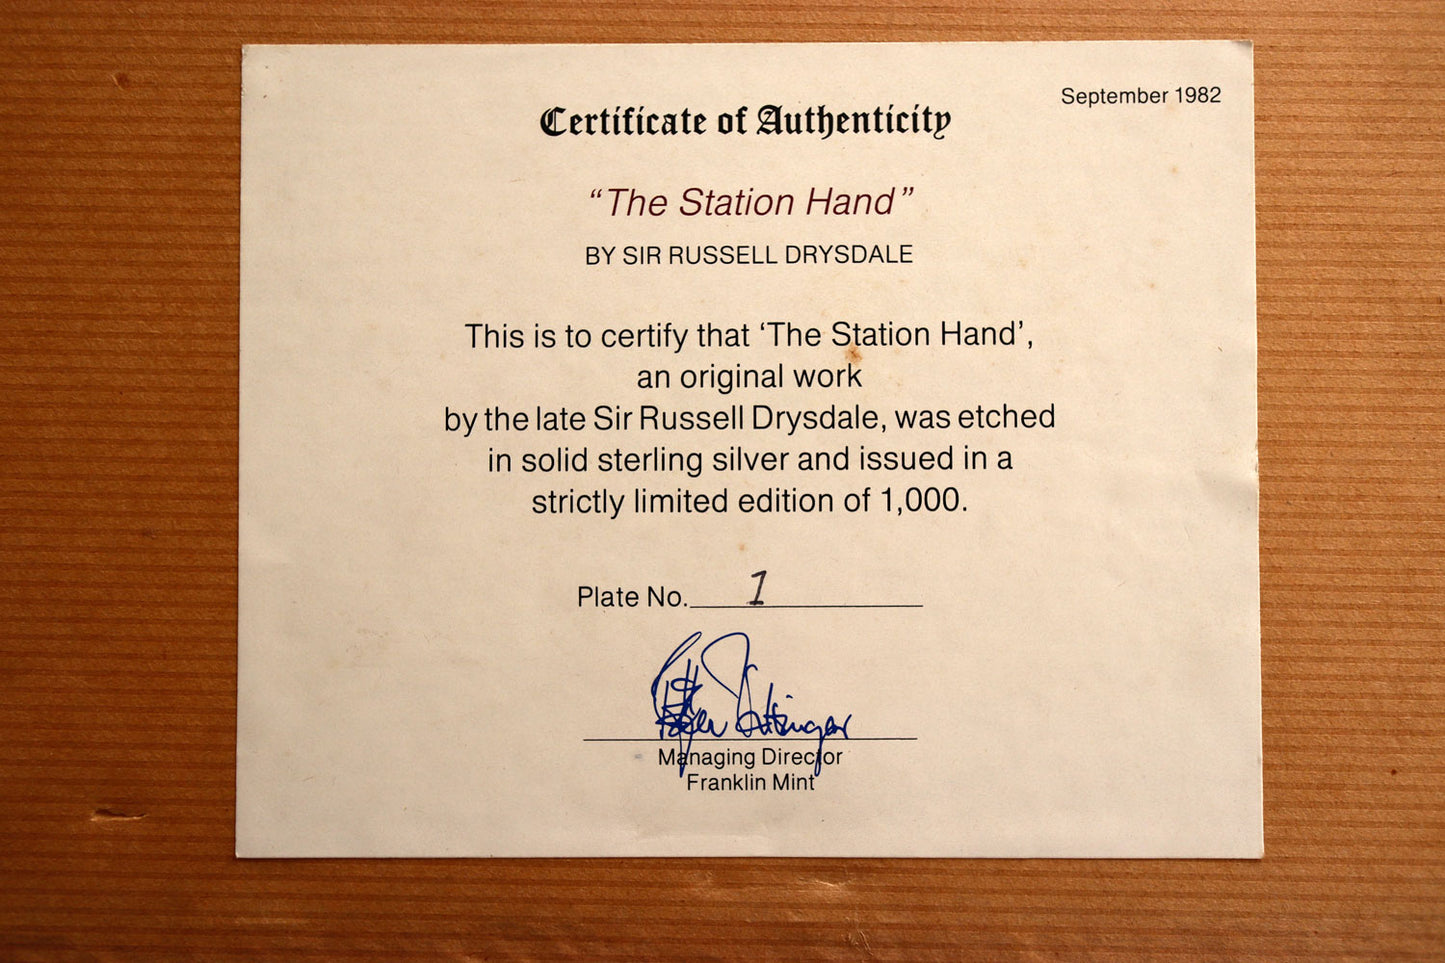 September 1982
Certificate of Authenticity
“The Station Hand”
BY SIR RUSSELL DRYSDALE
This is to certify that ‘The Station Hand’,
an original work
by the late Sir Russell Drysdale, was etched
in solid sterling silver and issued in a
strictly limited edition of 1,000.
Plate No. 1
Managing Director
Franklin Mint